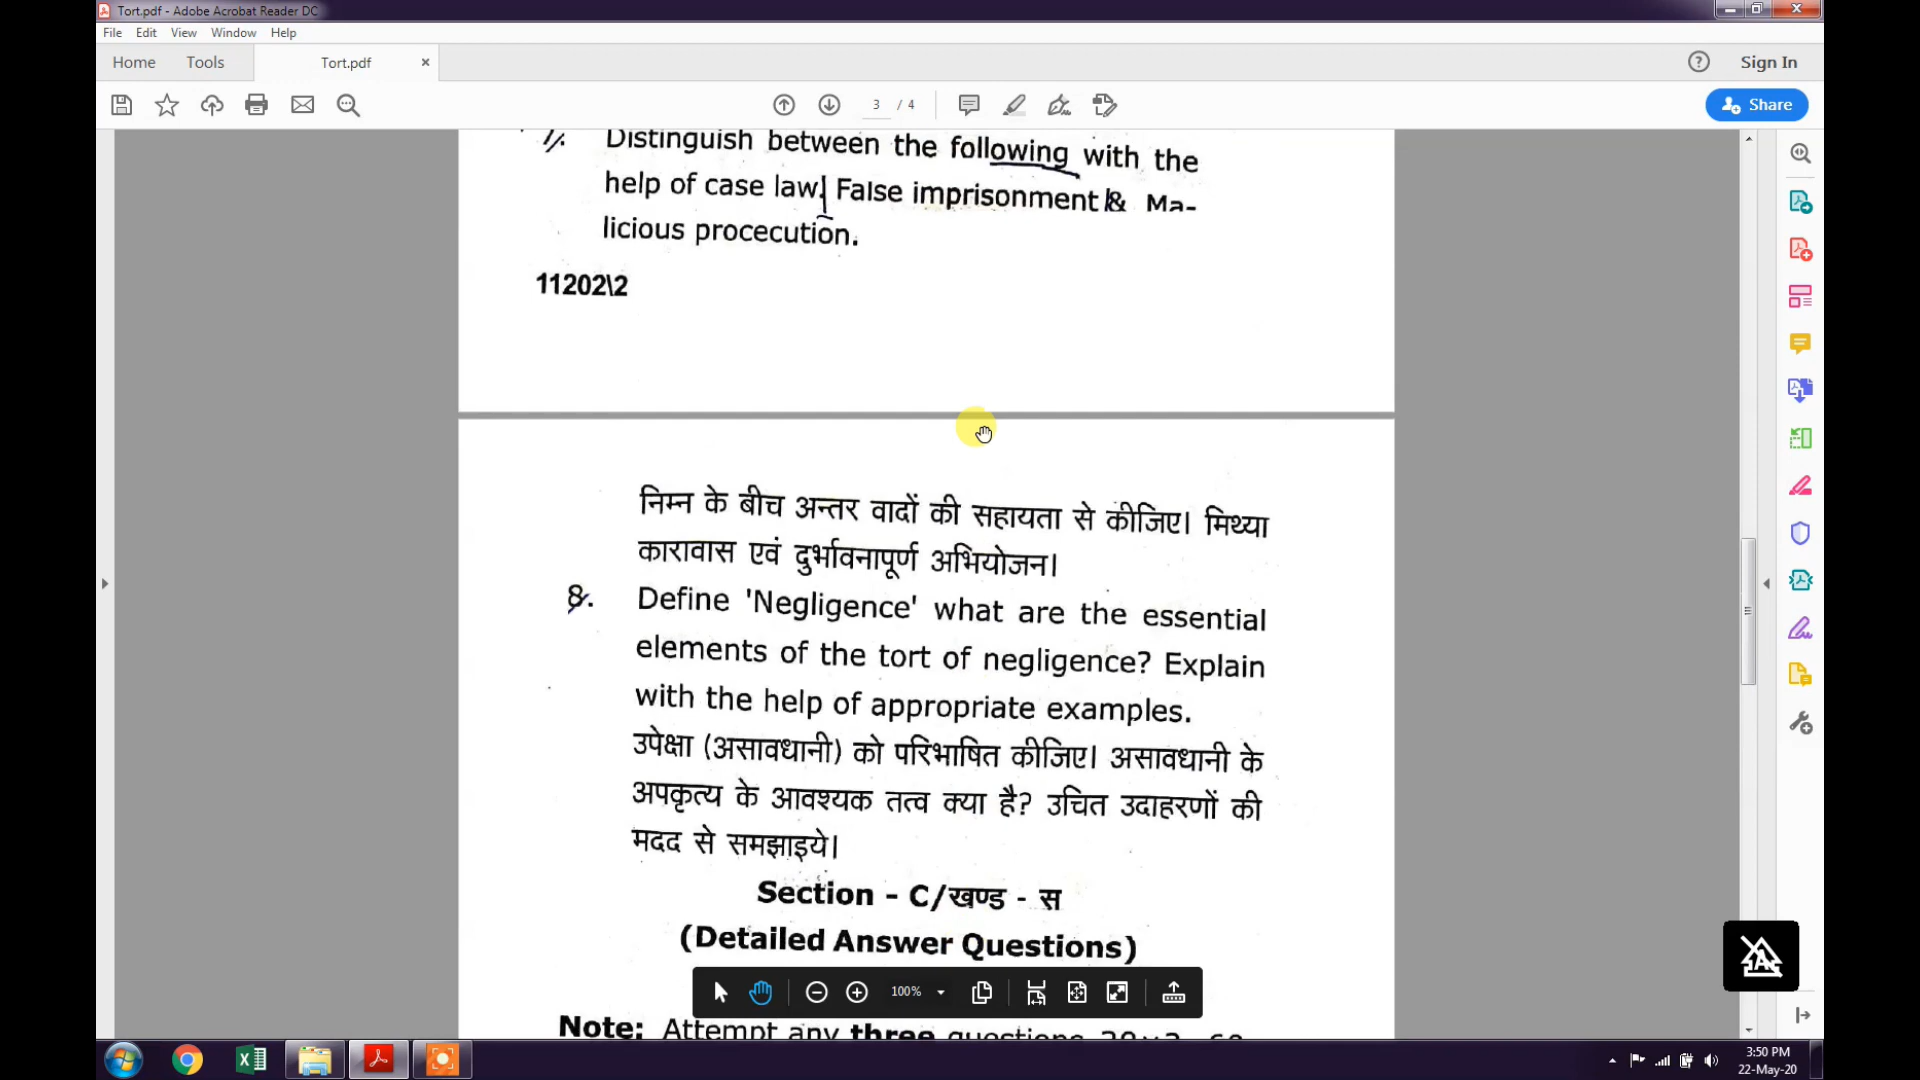 Tort.pdf - Adobe Acrobat Reader DC
File Edit View Window Help
Home Tools Tort.pdf × Sign In
3 / 4 Share
7. Distinguish between the following with the
help of case law. False imprisonment & Ma-
licious procecution.
11202\2
निम्न के बीच अन्तर वादों की सहायता से कीजिए। मिथ्या
कारावास एवं दुर्भावनापूर्ण अभियोजन।
8. Define 'Negligence' what are the essential
elements of the tort of negligence? Explain
with the help of appropriate examples.
उपेक्षा (असावधानी) को परिभाषित कीजिए। असावधानी के
अपकृत्य के आवश्यक तत्व क्या है? उचित उदाहरणों की
मदद से समझाइये।
Section - C/खण्ड - स
(Detailed Answer Questions)
100%
Note: Attempt any three questions 20×3=60
3:50 PM
22-May-20